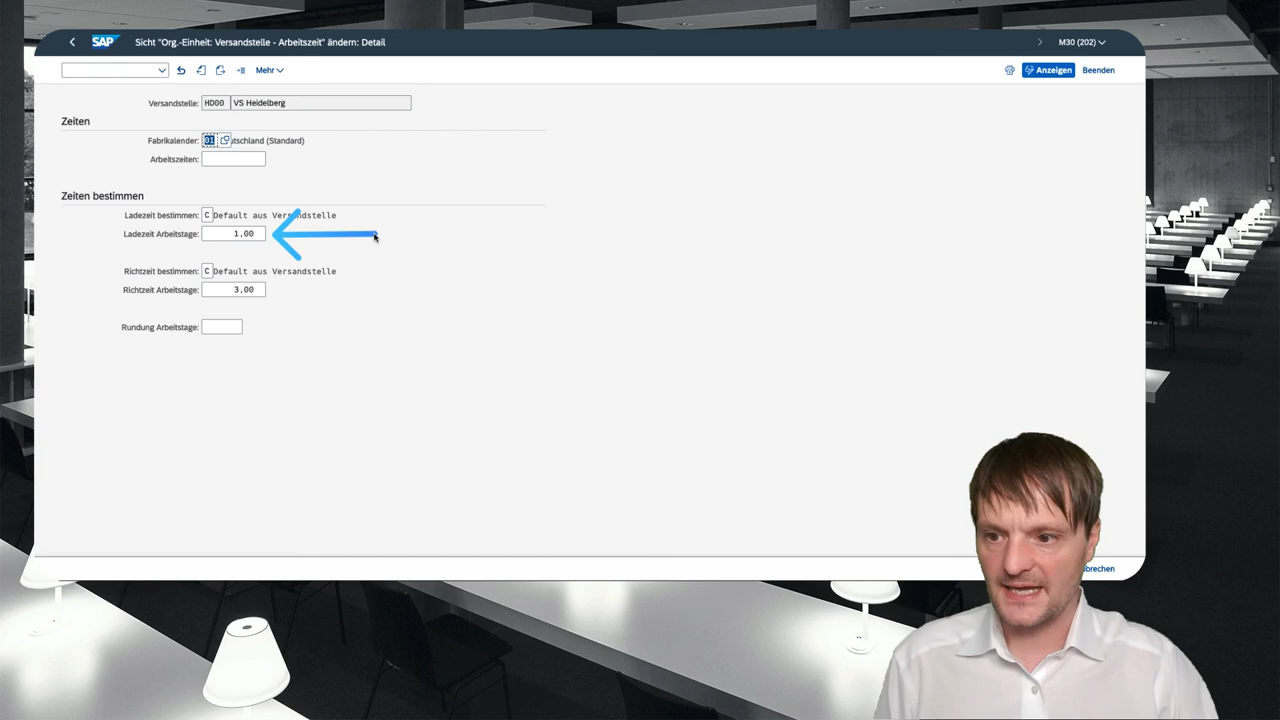 SAP Sicht "Org.-Einheit: Versandstelle - Arbeitszeit" ändern: Detail M30 (202)
Mehr Anzeigen Beenden
Versandstelle: HD00 VS Heidelberg
Zeiten
Fabrikalender: 01 utschland (Standard)
Arbeitszeiten:
Zeiten bestimmen
Ladezeit bestimmen: C Default aus Versandstelle
Ladezeit Arbeitstage: 1,00
Richtzeit bestimmen: C Default aus Versandstelle
Richtzeit Arbeitstage: 3,00
Rundung Arbeitstage:
brechen